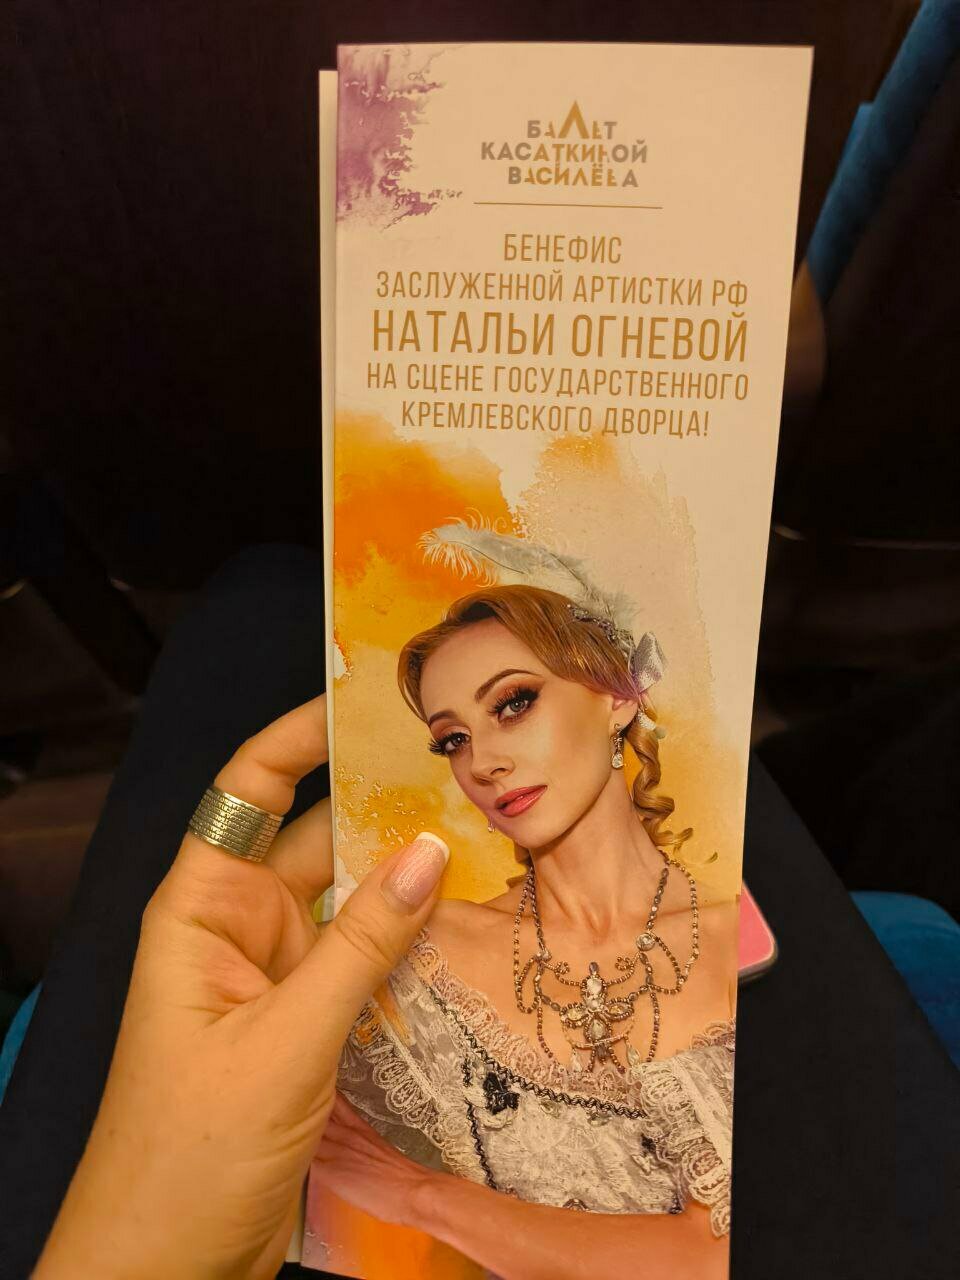 БАЛЕТ
КАСАТКИНОЙ
ВАСИЛЁВА
БЕНЕФИС
ЗАСЛУЖЕННОЙ АРТИСТКИ РФ
НАТАЛЬИ ОГНЕВОЙ
НА СЦЕНЕ ГОСУДАРСТВЕННОГО
КРЕМЛЕВСКОГО ДВОРЦА!